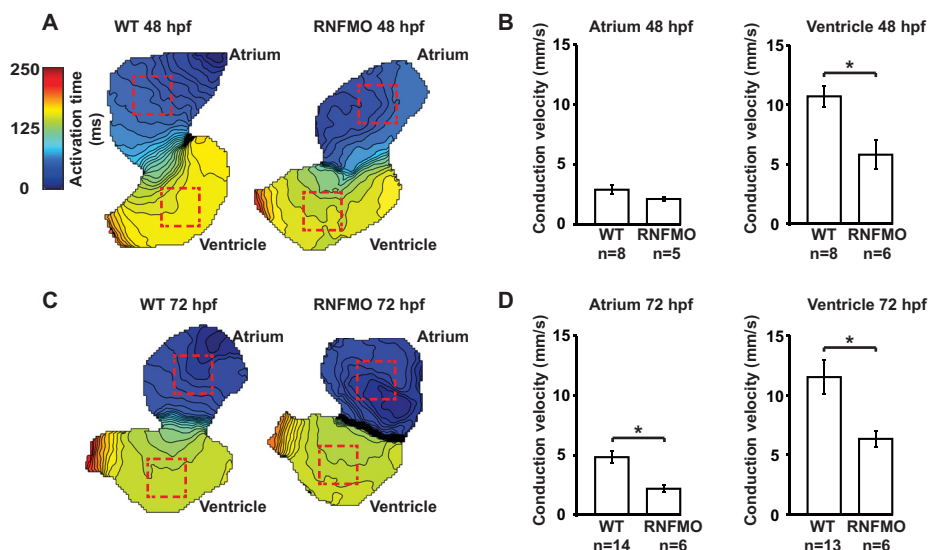 A
WT 48 hpf
RNFMO 48 hpf
250
125
0
Activation time
(ms)
Atrium
Ventricle
Atrium
Ventricle
B
Atrium 48 hpf
Conduction velocity (mm/s)
15
10
5
0
WT
RNFMO
n=8
n=5
Ventricle 48 hpf
Conduction velocity (mm/s)
15
10
5
0
*
WT
RNFMO
n=8
n=6
C
WT 72 hpf
RNFMO 72 hpf
Atrium
Ventricle
Atrium
Ventricle
D
Atrium 72 hpf
Conduction velocity (mm/s)
15
10
5
0
*
WT
RNFMO
n=14
n=6
Ventricle 72 hpf
Conduction velocity (mm/s)
15
10
5
0
*
WT
RNFMO
n=13
n=6